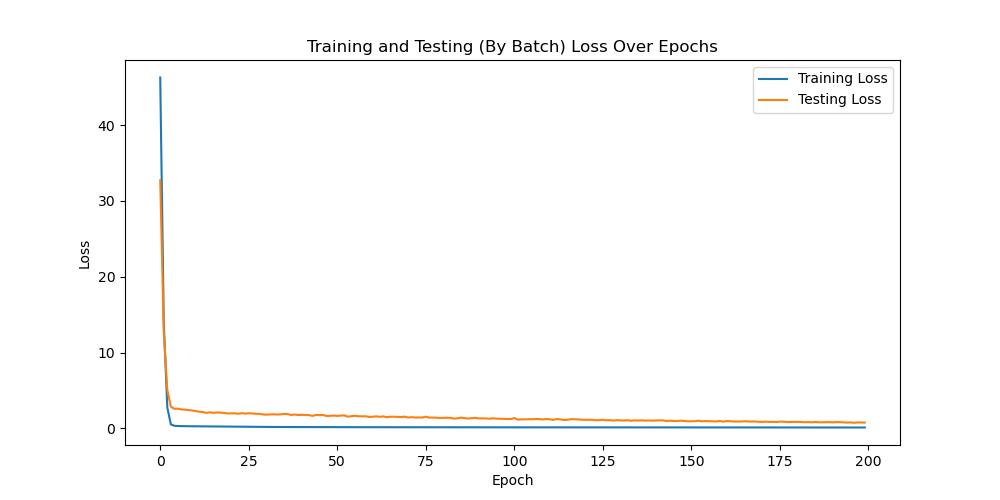 Training and Testing (By Batch) Loss Over Epochs
Training Loss
Testing Loss
40
30
20
10
0
Loss
0 25 50 75 100 125 150 175 200
Epoch